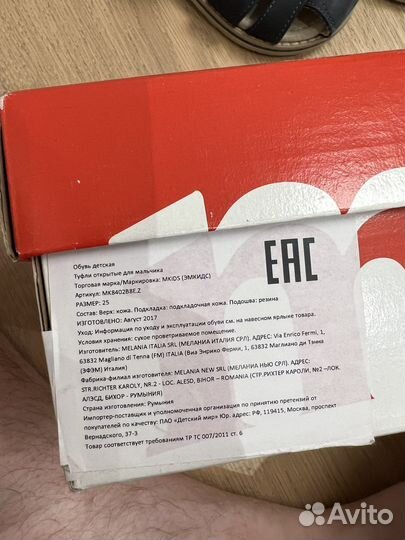 Обувь детская
Туфли открытые для мальчика
Торговая марка/Маркировка: MKIDS (ЭМКИДС)
Артикул: MK8402B8E.Z
РАЗМЕР: 25
Состав: Верх: кожа. Подкладка: подкладочная кожа. Подошва: резина
ИЗГОТОВЛЕНО: Август 2017
Уход: Информация по уходу и эксплуатации обуви см. на навесном ярлыке товара.
Условия хранения: сухое проветриваемое помещение.
Изготовитель: MELANIA ITALIA SRL (МЕЛАНИА ИТАЛИЯ СРЛ). АДРЕС: Via Enrico Fermi, 1,
63832 Magliano di Tenna (FM) ITALIA (Виа Энрико Ферми, 1, 63832 Маглиано ди Тэнна
(ЭФЭМ) Италия)
Фабрика-филиал изготовителя: MELANIA NEW SRL (МЕЛАНИА НЬЮ СРЛ). АДРЕС:
STR.RICHTER KAROLY, NR.2 - LOC. ALESD, BIHOR – ROMANIA (СТР.РИХТЕР КАРОЛИ, №2 –ЛОК.
АЛЭСД, БИХОР - РУМЫНИЯ)
Страна изготовления: Румыния
Импортер-поставщик и уполномоченная организация по принятию претензий от
покупателей по качеству: ПАО «Детский мир» Юр. адрес: РФ, 119415, Москва, проспект
Вернадского, 37-3
Товар соответствует требованиям ТР ТС 007/2011 ст. 6
EAC
Avito